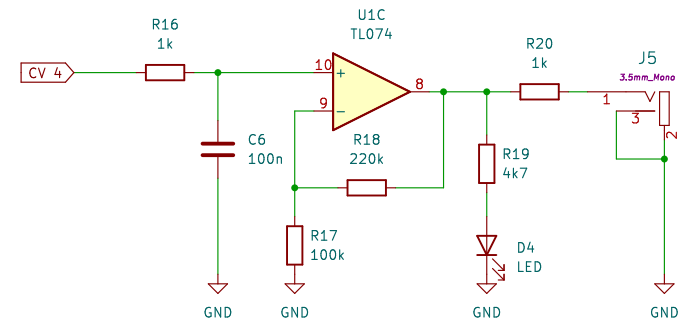 U1C
TL074
R16
1k
CV 4
10
+
9
−
8
R20
1k
J5
3.5mm_Mono
1
3
2
C6
100n
R18
220k
R19
4k7
R17
100k
D4
LED
GND
GND
GND
GND